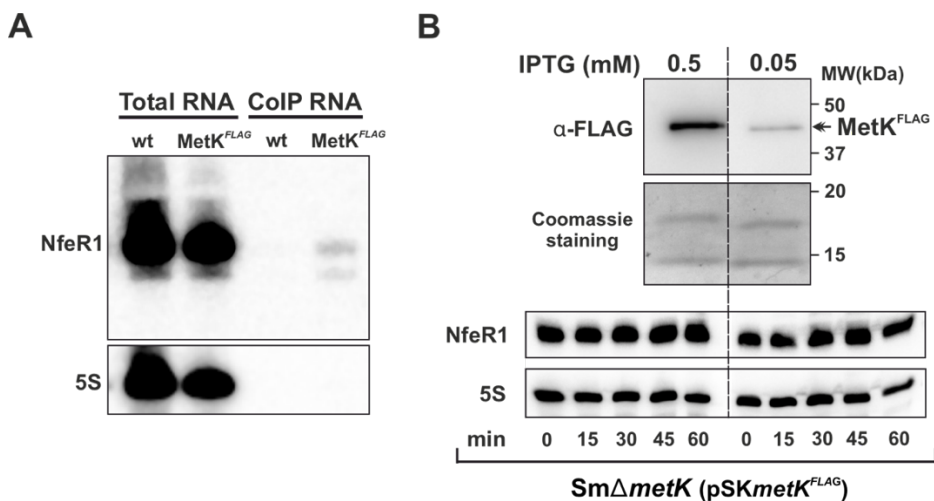 A
Total RNA CoIP RNA
wt MetK^FLAG wt MetK^FLAG
NfeR1
5S
B
IPTG (mM) 0.5 0.05 MW(kDa)
50
α-FLAG MetK^FLAG
37
20
Coomassie
staining
15
NfeR1
5S
min 0 15 30 45 60 0 15 30 45 60
SmΔmetK (pSKmetK^FLAG)